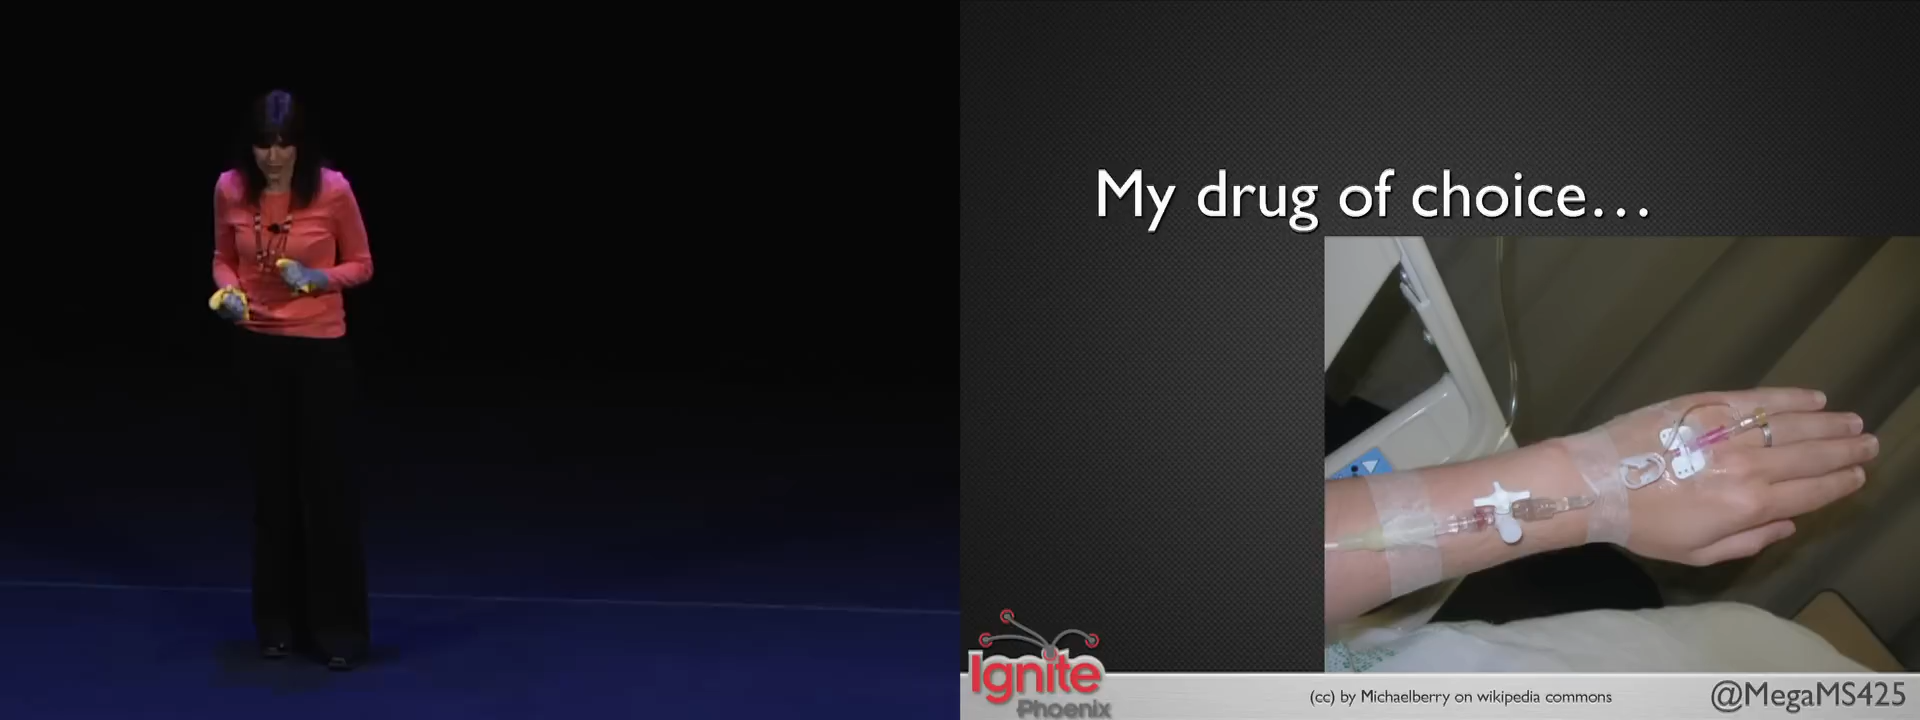 My drug of choice...
Ignite
Phoenix
(cc) by Michaelberry on wikipedia commons
@MegaMS425